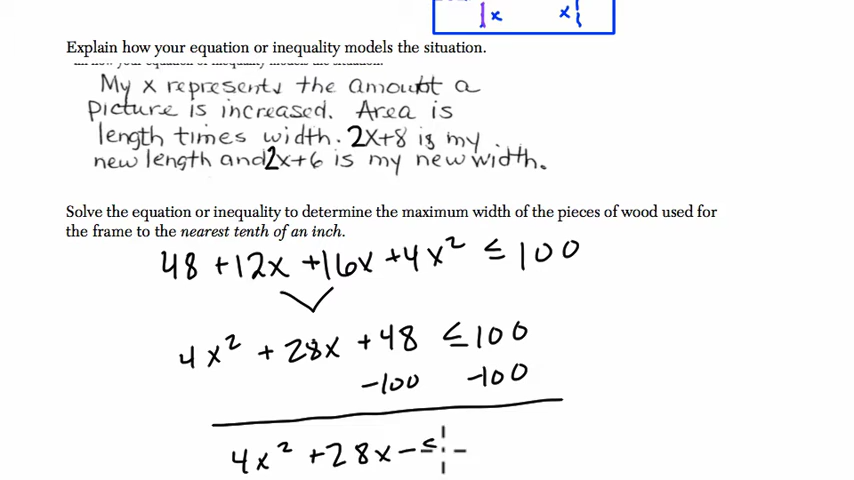 x x
Explain how your equation or inequality models the situation.
My x represents the amount a
picture is increased. Area is
length times width. 2x+8 is my
new length and 2x+6 is my new width.
Solve the equation or inequality to determine the maximum width of the pieces of wood used for
the frame to the nearest tenth of an inch.
48 +12x +16x +4x² ≤ 100
4x² + 28x + 48 ≤ 100
-100 -100
4x² +28x - ≤